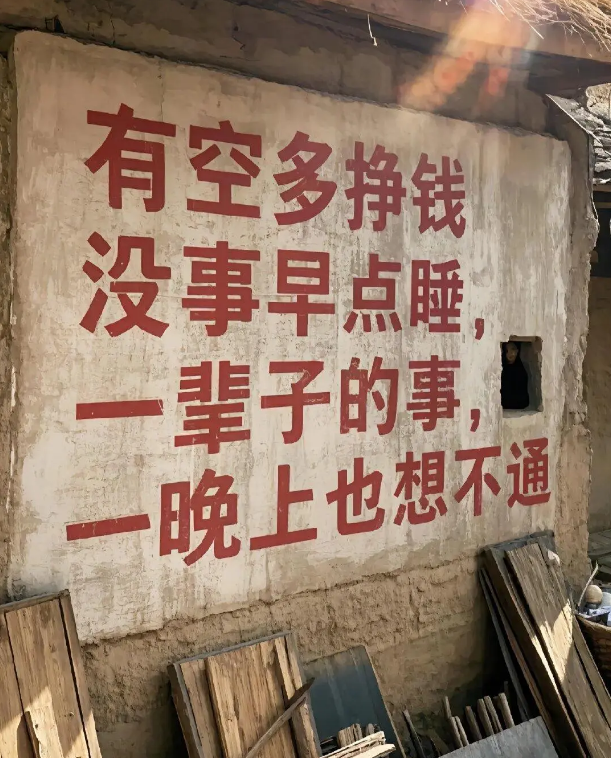 有空多挣钱
没事早点睡，
一辈子的事，
一晚上也想不通